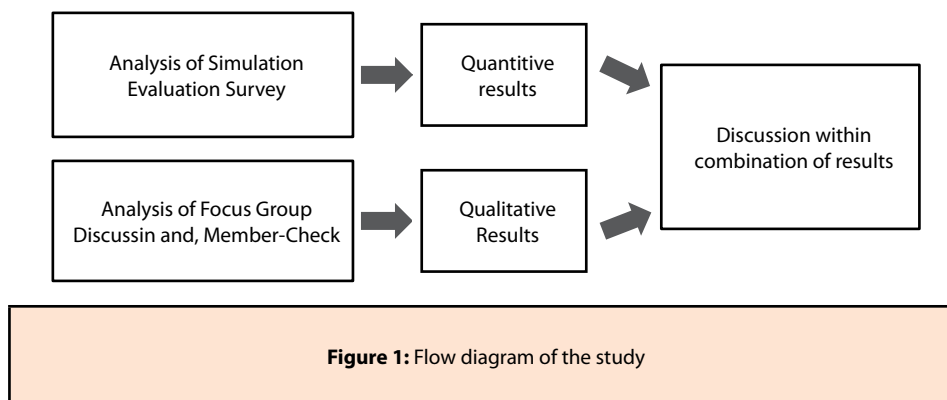 Analysis of Simulation
Evaluation Survey
Quantitive
results
Discussion within
combination of results
Analysis of Focus Group
Discussin and, Member-Check
Qualitative
Results
Figure 1: Flow diagram of the study